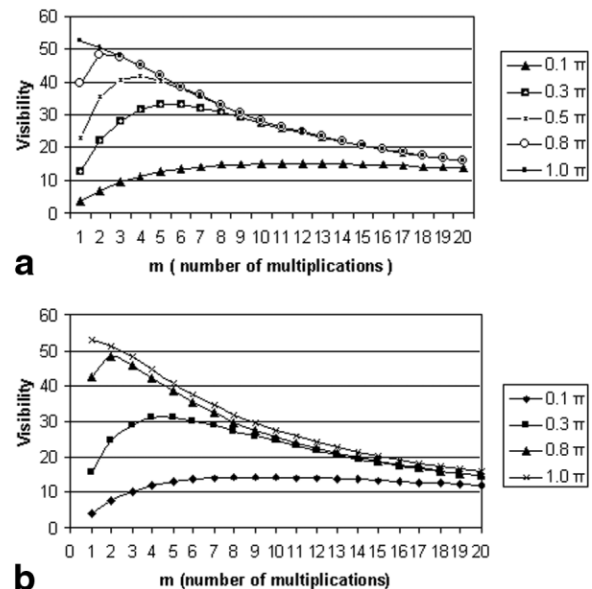 60
50
40
30
20
10
0
Visibility
1 2 3 4 5 6 7 8 9 10 11 12 13 14 15 16 17 18 19 20
m ( number of multiplications )
0.1 π
0.3 π
0.5 π
0.8 π
1.0 π
a
60
50
40
30
20
10
0
Visibility
0 1 2 3 4 5 6 7 8 9 10 11 12 13 14 15 16 17 18 19 20
m (number of multiplications)
0.1 π
0.3 π
0.8 π
1.0 π
b